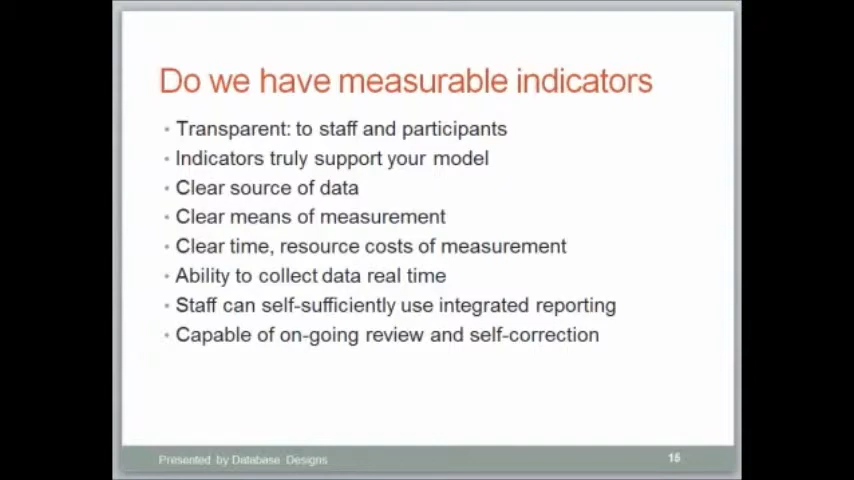 Do we have measurable indicators
• Transparent: to staff and participants
• Indicators truly support your model
• Clear source of data
• Clear means of measurement
• Clear time, resource costs of measurement
• Ability to collect data real time
• Staff can self-sufficiently use integrated reporting
• Capable of on-going review and self-correction
Presented by Database Designs
15